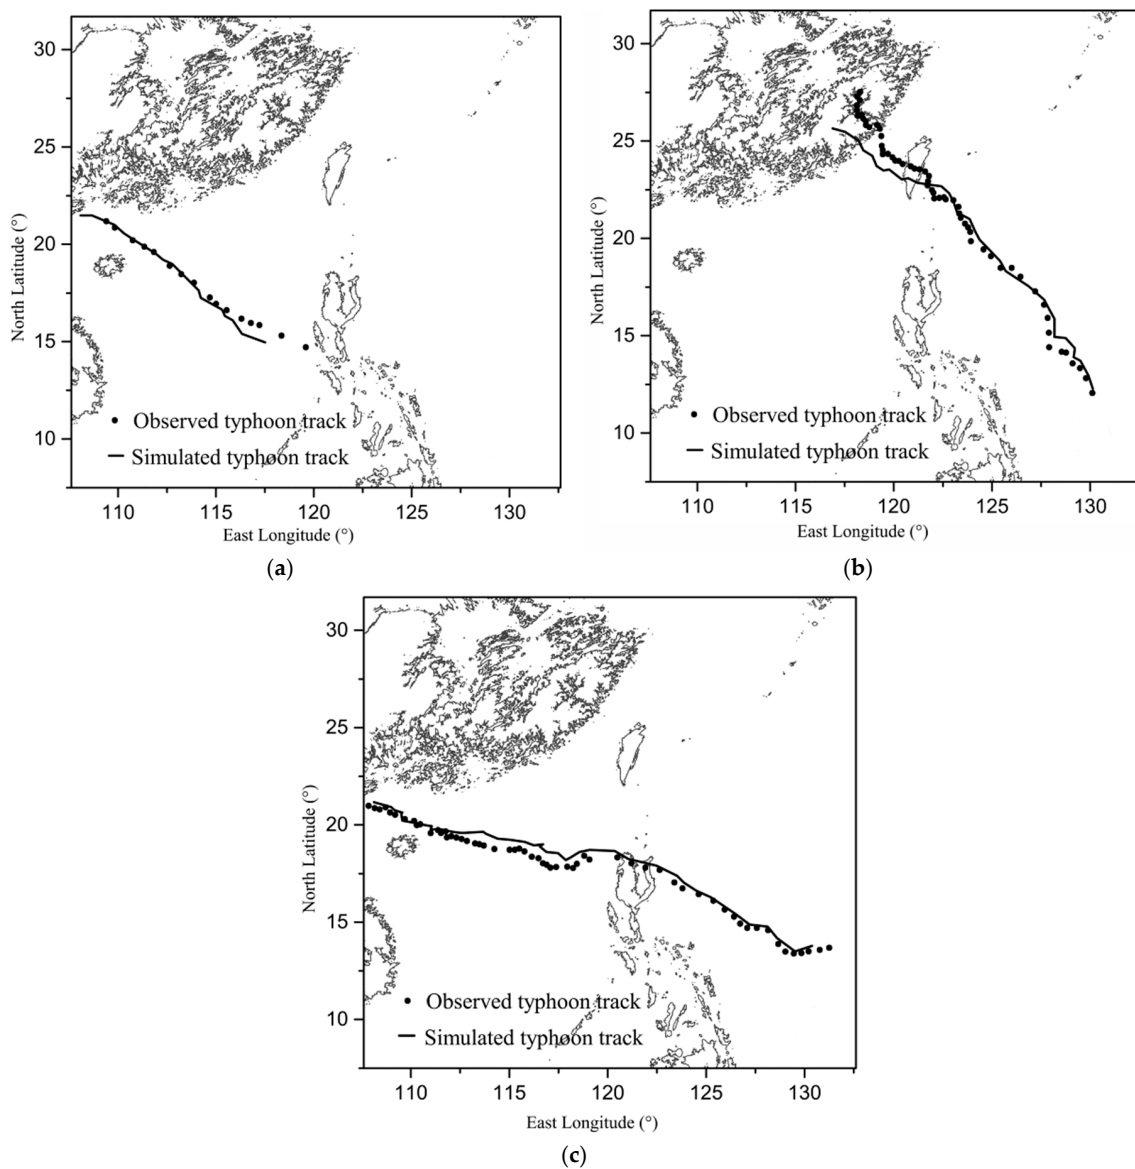 30
25
20
15
10
North Latitude (°)
Observed typhoon track
Simulated typhoon track
110 115 120 125 130
East Longitude (°)
(a)
30
25
20
15
10
North Latitude (°)
Observed typhoon track
Simulated typhoon track
110 115 120 125 130
East Longitude (°)
(b)
30
25
20
15
10
North Latitude (°)
Observed typhoon track
Simulated typhoon track
110 115 120 125 130
East Longitude (°)
(c)